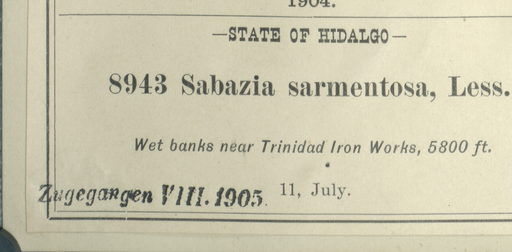 1904.
—STATE OF HIDALGO—
8943 Sabazia sarmentosa, Less.
Wet banks near Trinidad Iron Works, 5800 ft.
11, July.
Zugegangen VIII. 1905.